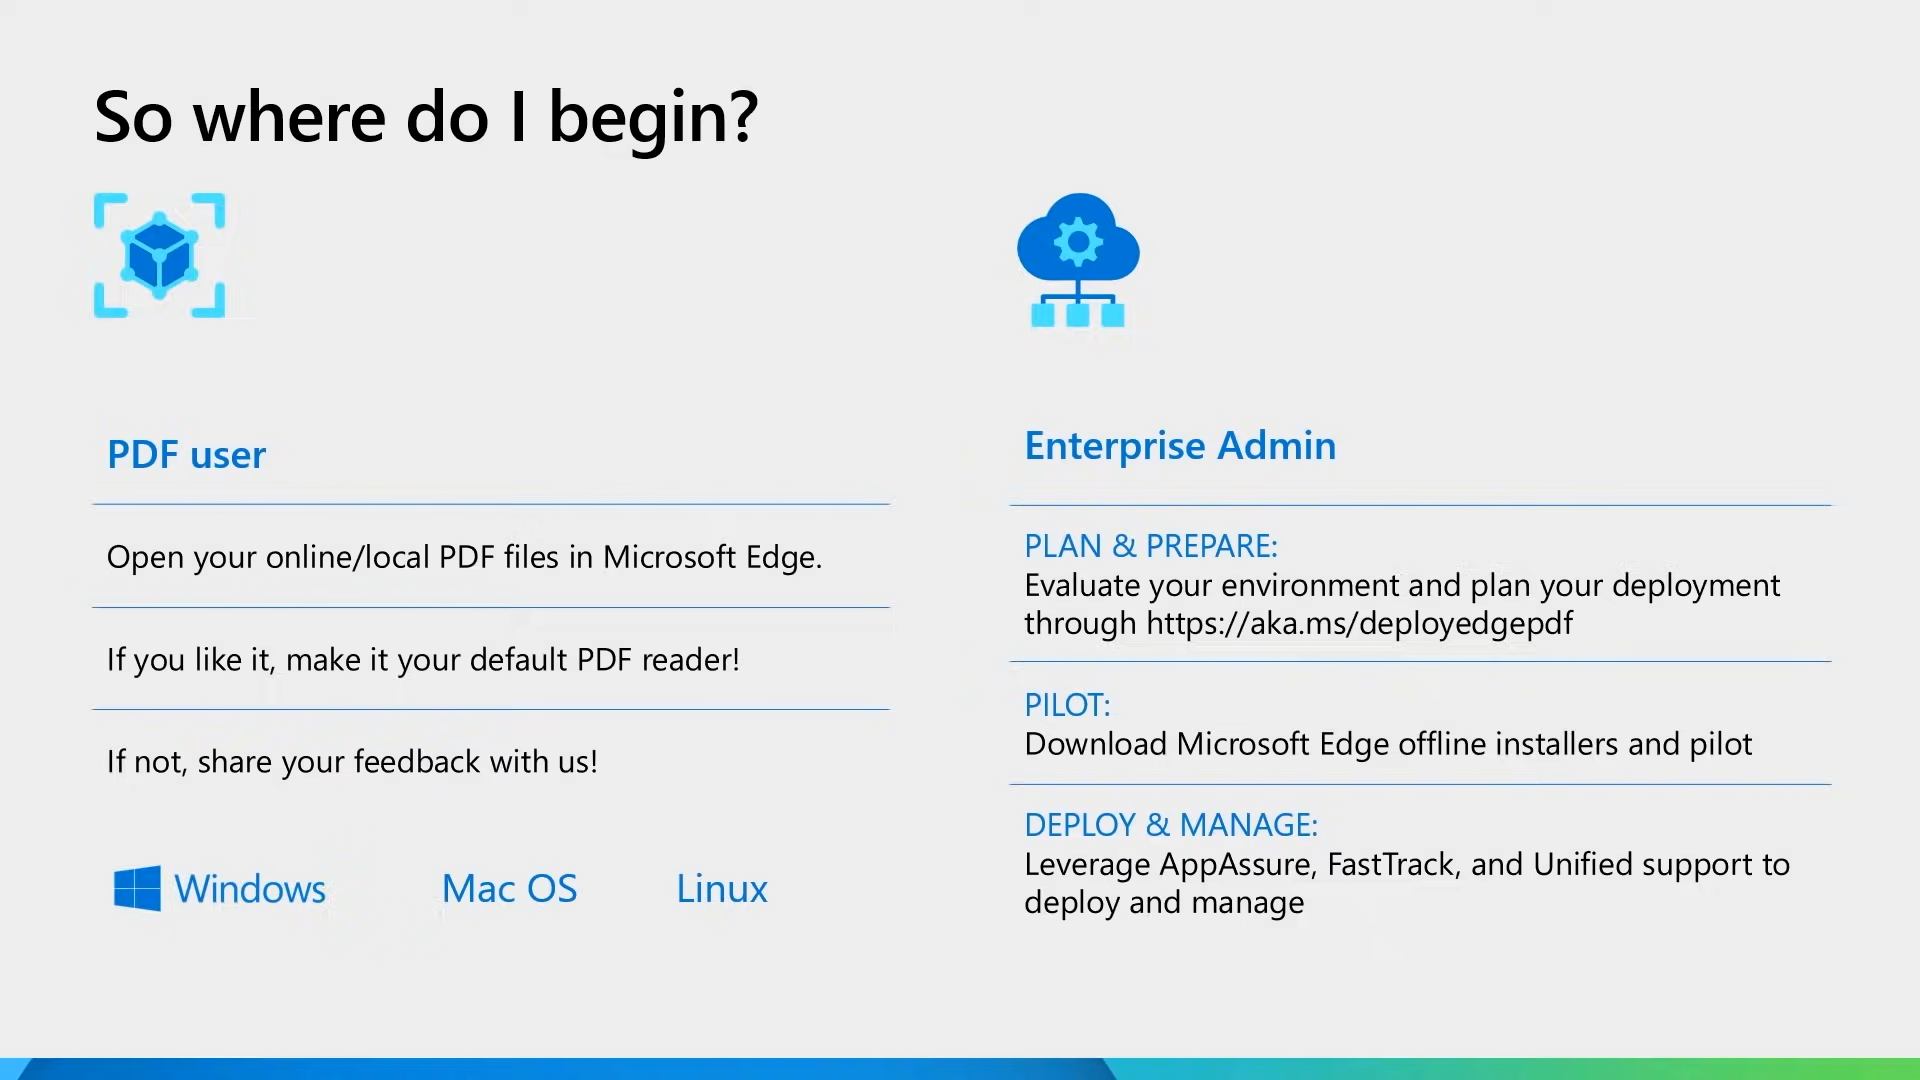 So where do I begin?
PDF user
Open your online/local PDF files in Microsoft Edge.
If you like it, make it your default PDF reader!
If not, share your feedback with us!
Windows
Mac OS
Linux
Enterprise Admin
PLAN & PREPARE:
Evaluate your environment and plan your deployment
through https://aka.ms/deployedgepdf
PILOT:
Download Microsoft Edge offline installers and pilot
DEPLOY & MANAGE:
Leverage AppAssure, FastTrack, and Unified support to
deploy and manage